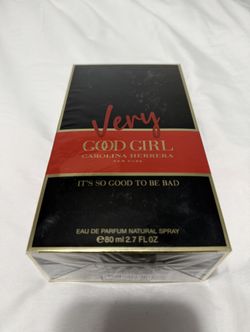 Very
GOOD GIRL
CAROLINA HERRERA
NEW YORK
IT'S SO GOOD TO BE BAD
EAU DE PARFUM NATURAL SPRAY
℮80 ml 2.7 FL OZ